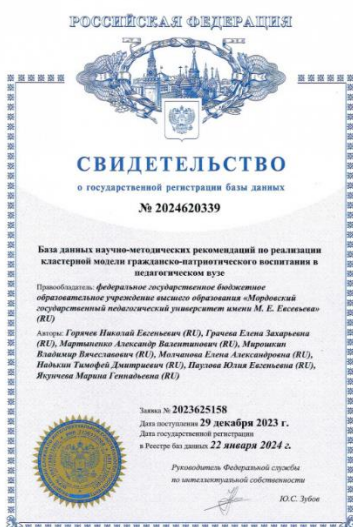 РОССИЙСКАЯ ФЕДЕРАЦИЯ
СВИДЕТЕЛЬСТВО
о государственной регистрации базы данных
№ 2024620339
База данных научно-методических рекомендаций по реализации
кластерной модели гражданско-патриотического воспитания в
педагогическом вузе
Правообладатель: федеральное государственное бюджетное
образовательное учреждение высшего образования «Мордовский
государственный педагогический университет имени М. Е. Евсевьева»
(RU)
Авторы: Горячев Николай Евгеньевич (RU), Грачева Елена Захарьевна
(RU), Мартыненко Александр Валентинович (RU), Мирошкин
Владимир Вячеславович (RU), Молчанова Елена Александровна (RU),
Надькин Тимофей Дмитриевич (RU), Паулова Юлия Евгеньевна (RU),
Якунчева Марина Геннадьевна (RU)
Заявка № 2023625158
Дата поступления 29 декабря 2023 г.
Дата государственной регистрации
в Реестре баз данных 22 января 2024 г.
Руководитель Федеральной службы
по интеллектуальной собственности
Ю.С. Зубов